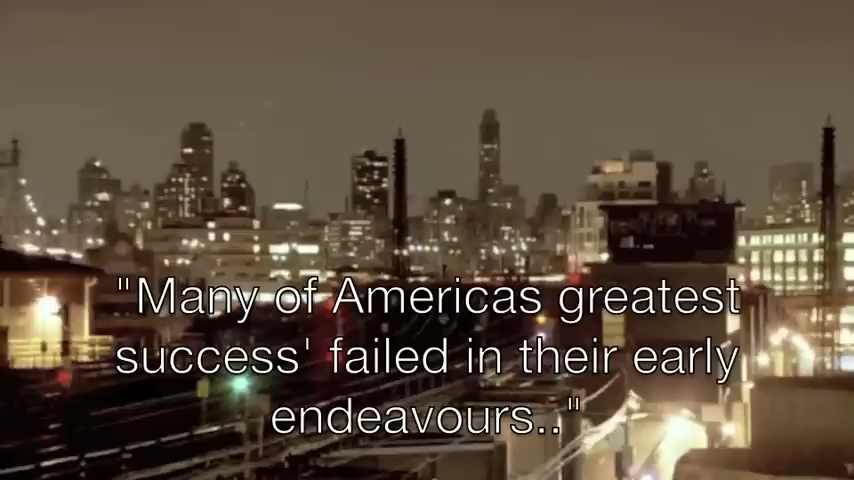 "Many of Americas greatest
success' failed in their early
endeavours.."